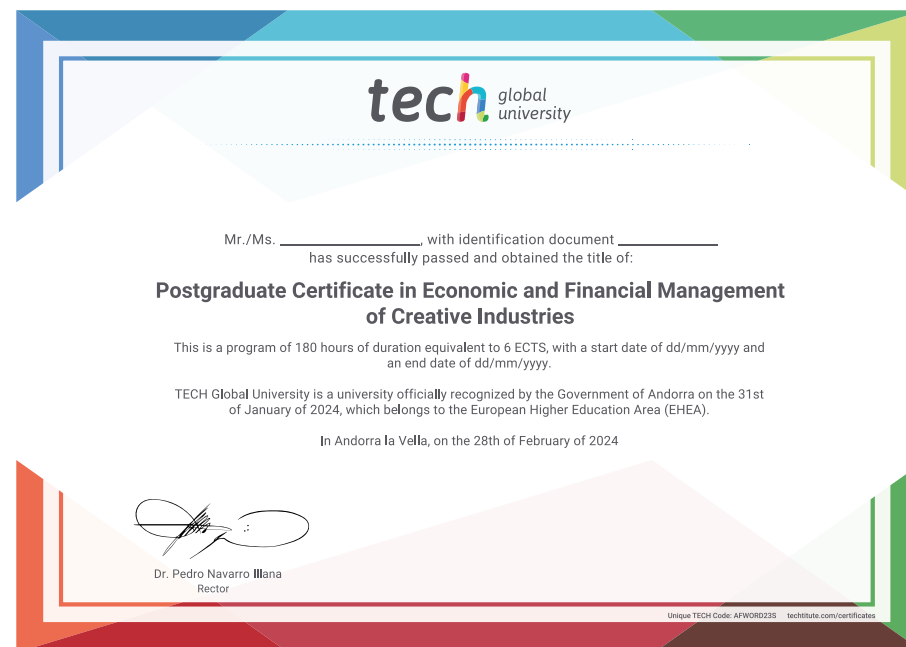 tech global university
Mr./Ms. ____________, with identification document ____________
has successfully passed and obtained the title of:
Postgraduate Certificate in Economic and Financial Management
of Creative Industries
This is a program of 180 hours of duration equivalent to 6 ECTS, with a start date of dd/mm/yyyy and
an end date of dd/mm/yyyy.
TECH Global University is a university officially recognized by the Government of Andorra on the 31st
of January of 2024, which belongs to the European Higher Education Area (EHEA).
In Andorra la Vella, on the 28th of February of 2024
Dr. Pedro Navarro Illana
Rector
Unique TECH Code: AFWORD23S techtitute.com/certificates